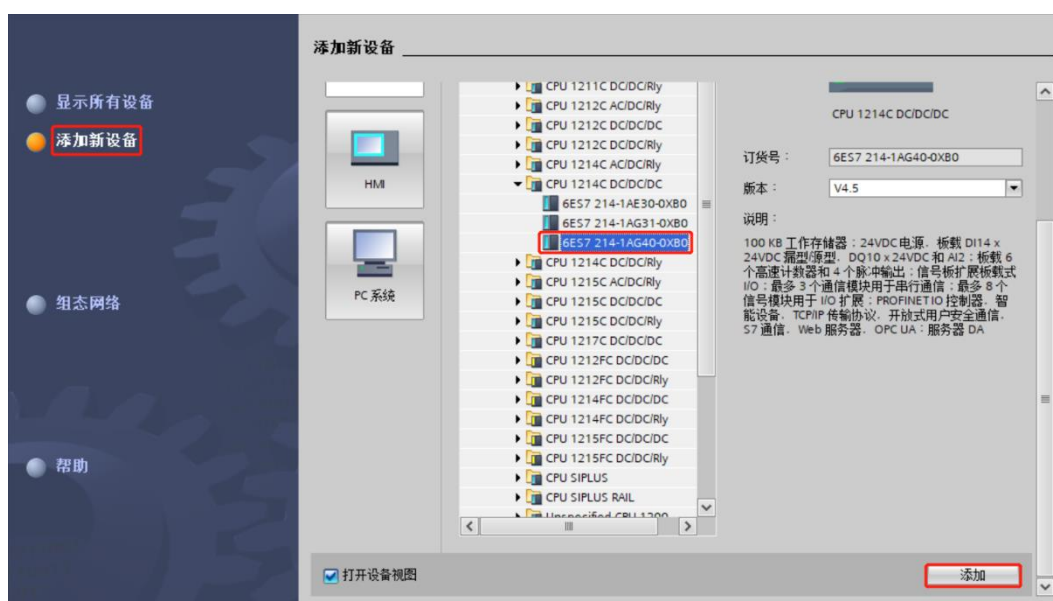 添加新设备
显示所有设备
添加新设备
组态网络
帮助
HMI
PC 系统
CPU 1211C DC/DC/Rly
CPU 1212C AC/DC/Rly
CPU 1212C DC/DC/DC
CPU 1212C DC/DC/Rly
CPU 1214C AC/DC/Rly
CPU 1214C DC/DC/DC
6ES7 214-1AE30-0XB0
6ES7 214-1AG31-0XB0
6ES7 214-1AG40-0XB0
CPU 1214C DC/DC/Rly
CPU 1215C AC/DC/Rly
CPU 1215C DC/DC/DC
CPU 1215C DC/DC/Rly
CPU 1217C DC/DC/DC
CPU 1212FC DC/DC/DC
CPU 1212FC DC/DC/Rly
CPU 1214FC DC/DC/DC
CPU 1214FC DC/DC/Rly
CPU 1215FC DC/DC/DC
CPU 1215FC DC/DC/Rly
CPU SIPLUS
CPU SIPLUS RAIL
Unspecified CPU 1200
CPU 1214C DC/DC/DC
订货号：
6ES7 214-1AG40-0XB0
版本：
V4.5
说明：
100 KB 工作存储器；24VDC 电源，板载 DI14 x
24VDC 漏型/源型，DQ10 x 24VDC 和 AI2；板载 6
个高速计数器和 4 个脉冲输出；信号板扩展板载式
I/O；最多 3 个通信模块用于串行通信；最多 8 个
信号模块用于 I/O 扩展；PROFINET IO 控制器，智
能设备，TCP/IP 传输协议，开放式用户安全通信，
S7 通信，Web 服务器，OPC UA：服务器 DA
打开设备视图
添加